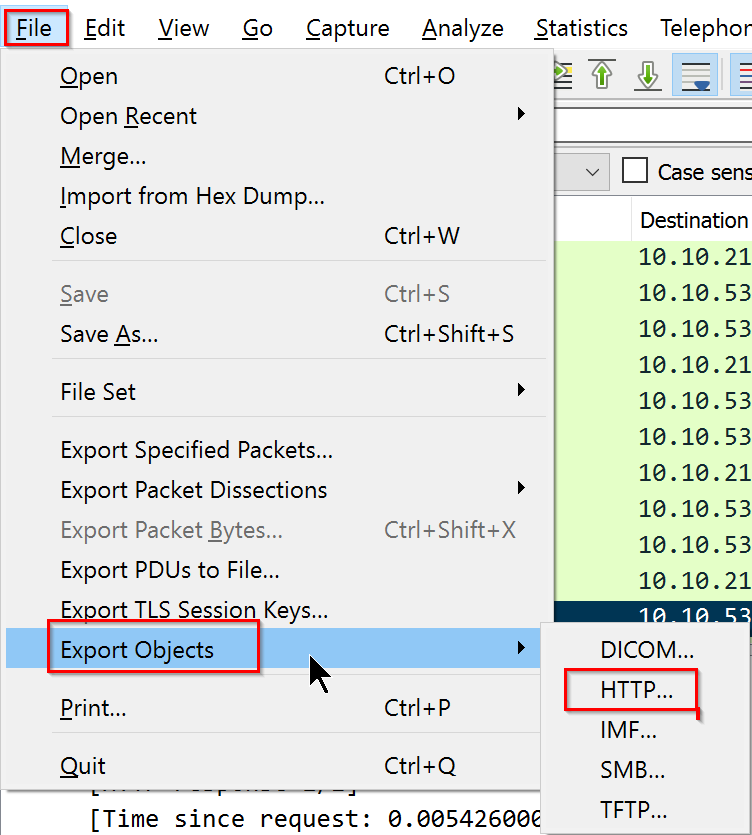 File Edit View Go Capture Analyze Statistics
Open Ctrl+O
Open Recent
Merge...
Import from Hex Dump...
Close Ctrl+W
Case
Destination
Save Ctrl+S
Save As... Ctrl+Shift+S
File Set
Export Specified Packets...
Export Packet Dissections
Export Packet Bytes... Ctrl+Shift+X
Export PDUs to File...
Export TLS Session Keys...
Export Objects
Print... Ctrl+P
Quit Ctrl+Q
10.10.21
10.10.53
10.10.53
10.10.21
10.10.53
10.10.53
10.10.21
10.10.53
10.10.53
10.10.21
10.10.53
DICOM...
HTTP...
IMF...
SMB...
TFTP...
[Time since request: 0.005426000